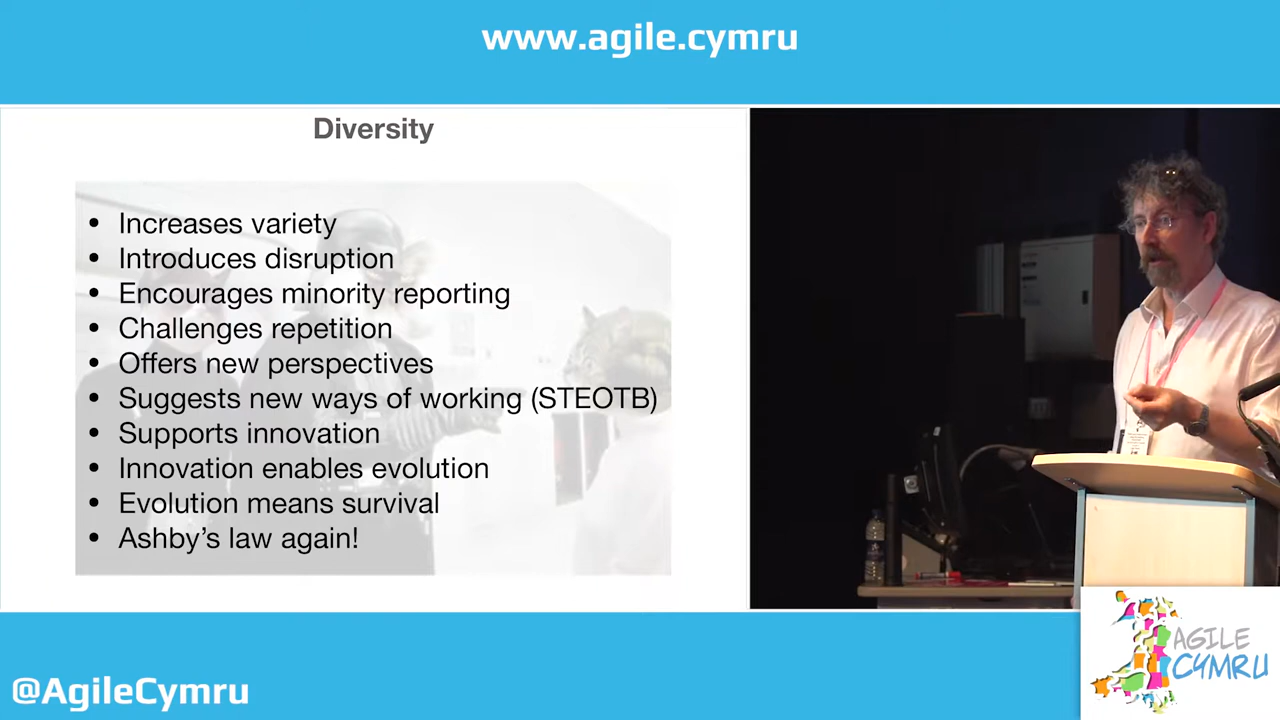 www.agile.cymru
Diversity
• Increases variety
• Introduces disruption
• Encourages minority reporting
• Challenges repetition
• Offers new perspectives
• Suggests new ways of working (STEOTB)
• Supports innovation
• Innovation enables evolution
• Evolution means survival
• Ashby's law again!
AGILE
CYMRU
@AgileCymru